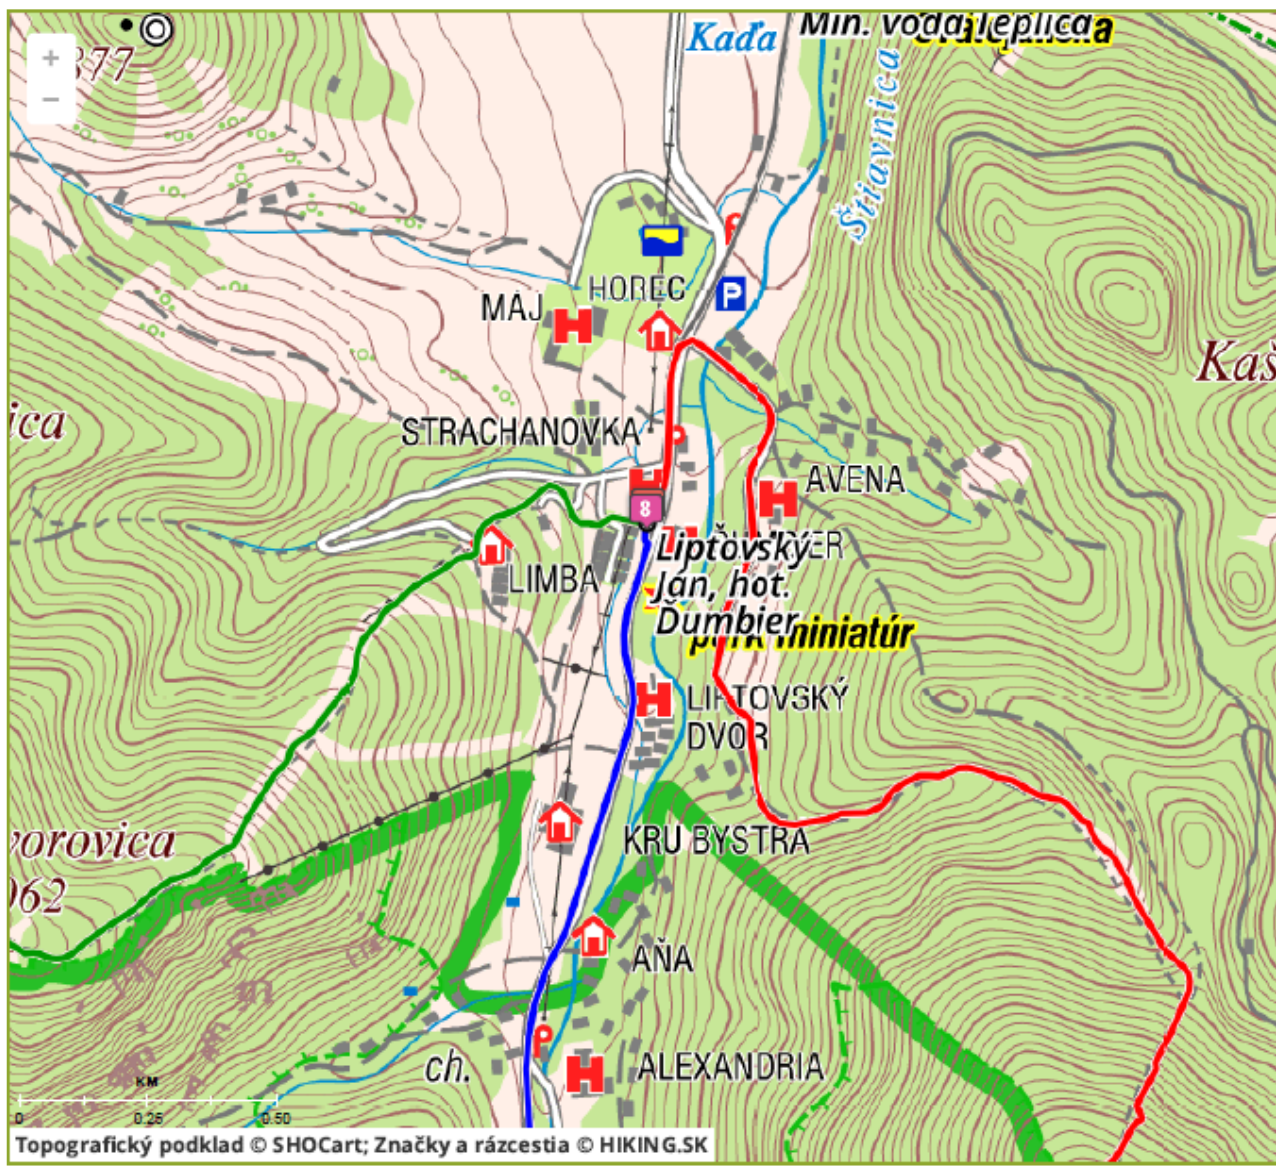 Kaďa
Min. voda Teplica
+
877
−
Štiavnica
P
HOREC
MÁJ
Kaš
ica
STRACHANOVKA
AVENA
8
Liptovský
Ján, hot.
Ďumbier
LIMBA
park miniatúr
LIPTOVSKÝ
DVOR
vorovica
KRU BYSTRA
062
AŇA
ch.
ALEXANDRIA
KM
0 0.25 0.50
Topografický podklad © SHOCart; Značky a rázcestia © HIKING.SK